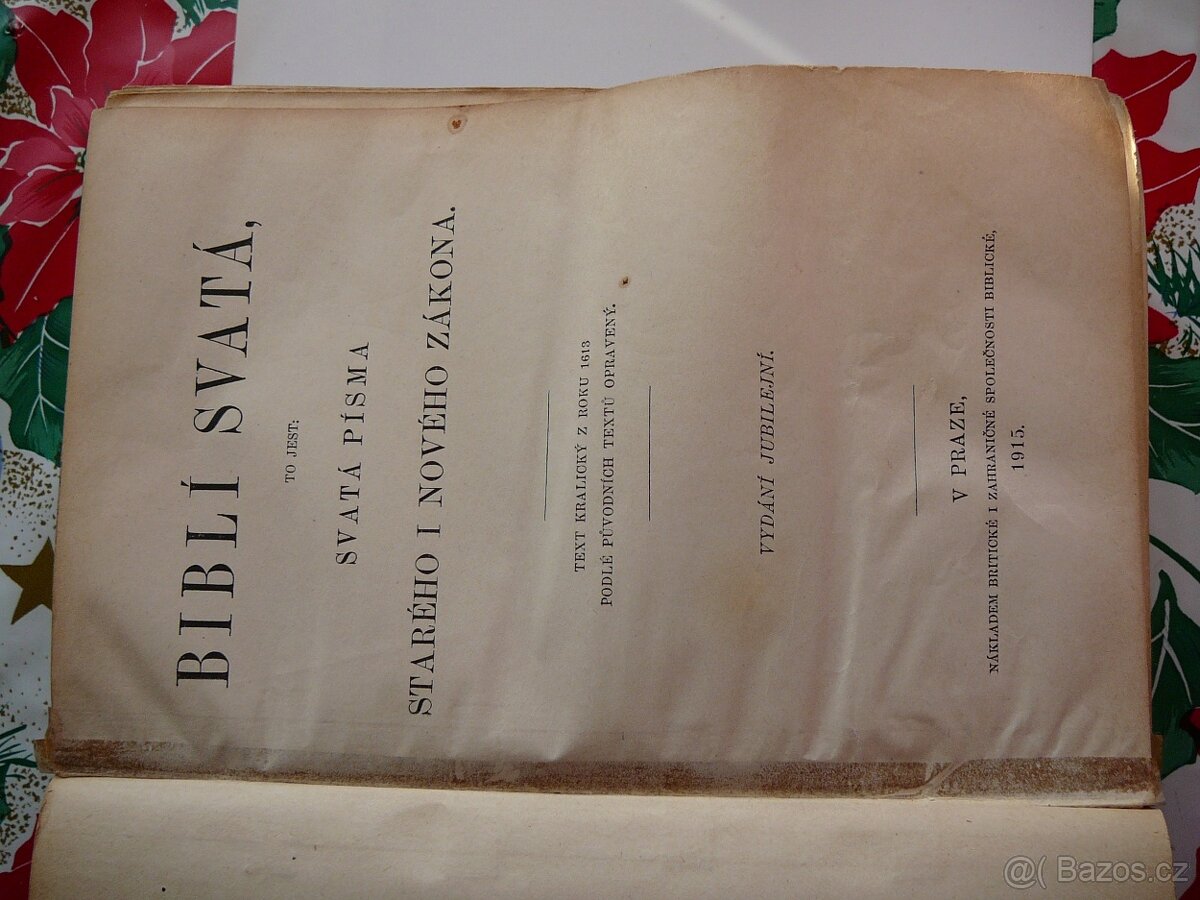 BIBLÍ SVATÁ,
TO JEST:
SVATÁ PÍSMA
STARÉHO I NOVÉHO ZÁKONA.
TEXT KRALICKÝ Z ROKU 1613
PODLÉ PŮVODNÍCH TEXTŮ OPRAVENÝ.
VYDÁNÍ JUBILEJNÍ.
V PRAZE,
NÁKLADEM BRITICKÉ I ZAHRANIČNÉ SPOLEČNOSTI BIBLICKÉ,
1915.
@( Bazos.cz